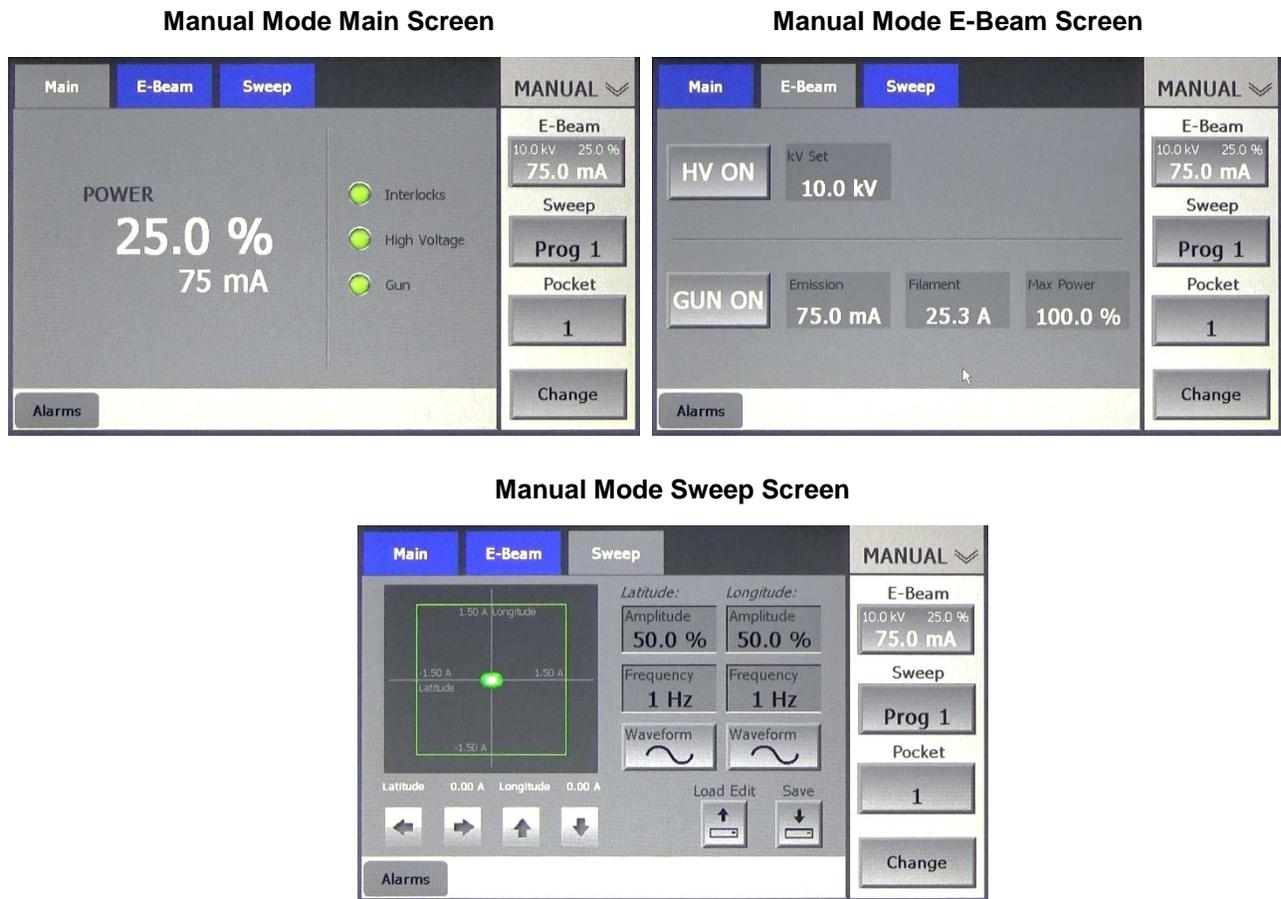 Manual Mode Main Screen
Manual Mode E-Beam Screen
Main E-Beam Sweep MANUAL
E-Beam
10.0 kV 25.0 %
75.0 mA
Sweep
Prog 1
Pocket
1
Change
POWER
25.0 %
75 mA
Interlocks
High Voltage
Gun
Alarms
Main E-Beam Sweep MANUAL
E-Beam
10.0 kV 25.0 %
75.0 mA
Sweep
Prog 1
Pocket
1
Change
HV ON
kV Set
10.0 kV
GUN ON
Emission
75.0 mA
Filament
25.3 A
Max Power
100.0 %
Alarms
Manual Mode Sweep Screen
Main E-Beam Sweep MANUAL
E-Beam
10.0 kV 25.0 %
75.0 mA
Sweep
Prog 1
Pocket
1
Change
1.50 A Longitude
-1.50 A 1.50 A
Latitude
-1.50 A
Latitude 0.00 A Longitude 0.00 A
Latitude: Longitude:
Amplitude Amplitude
50.0 % 50.0 %
Frequency Frequency
1 Hz 1 Hz
Waveform Waveform
Load Edit Save
Alarms